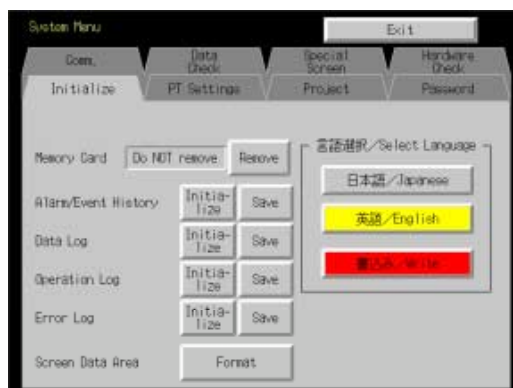 System Menu
Exit
Comm.
Data
Check
Special
Screen
Hardware
Check
Initialize
PT Settings
Project
Password
Memory Card
Do NOT remove
Remove
言語選択／Select Language
日本語／Japanese
英語／English
書込み／Write
Alarm/Event History
Initia-
lize
Save
Data Log
Initia-
lize
Save
Operation Log
Initia-
lize
Save
Error Log
Initia-
lize
Save
Screen Data Area
Format